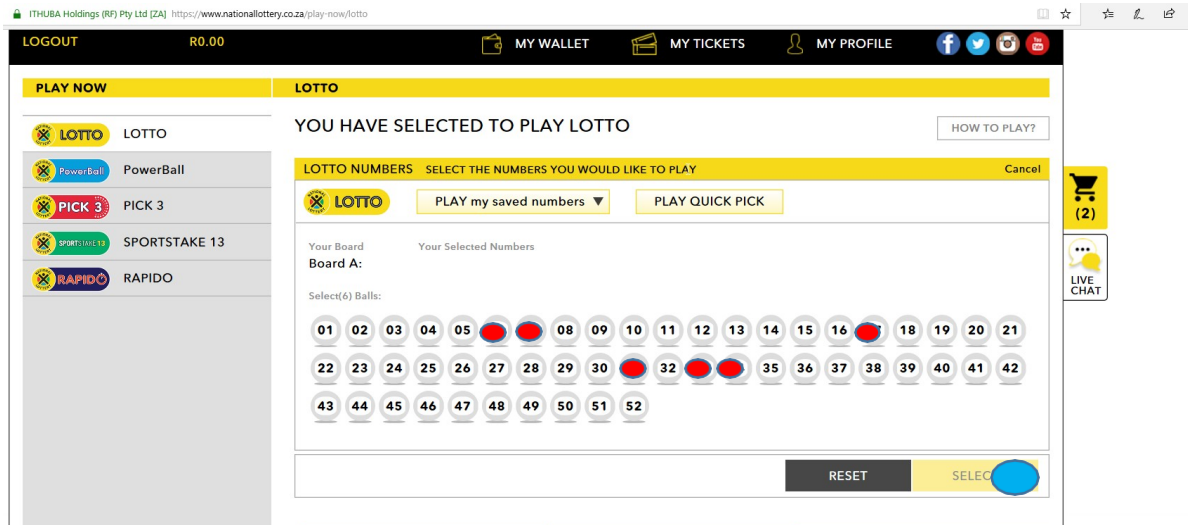 ITHUBA Holdings (RF) Pty Ltd [ZA] https://www.nationallottery.co.za/play-now/lotto
LOGOUT R0.00 MY WALLET MY TICKETS MY PROFILE
PLAY NOW LOTTO
YOU HAVE SELECTED TO PLAY LOTTO HOW TO PLAY?
LOTTO LOTTO
PowerBall PowerBall
PICK 3 PICK 3
SPORTSTAKE 13 SPORTSTAKE 13
RAPIDO RAPIDO
LOTTO NUMBERS SELECT THE NUMBERS YOU WOULD LIKE TO PLAY Cancel
LOTTO PLAY my saved numbers ▼ PLAY QUICK PICK
Your Board Your Selected Numbers
Board A:
Select(6) Balls:
01 02 03 04 05 08 09 10 11 12 13 14 15 16 18 19 20 21
22 23 24 25 26 27 28 29 30 32 35 36 37 38 39 40 41 42
43 44 45 46 47 48 49 50 51 52
RESET
(2)
LIVE
CHAT